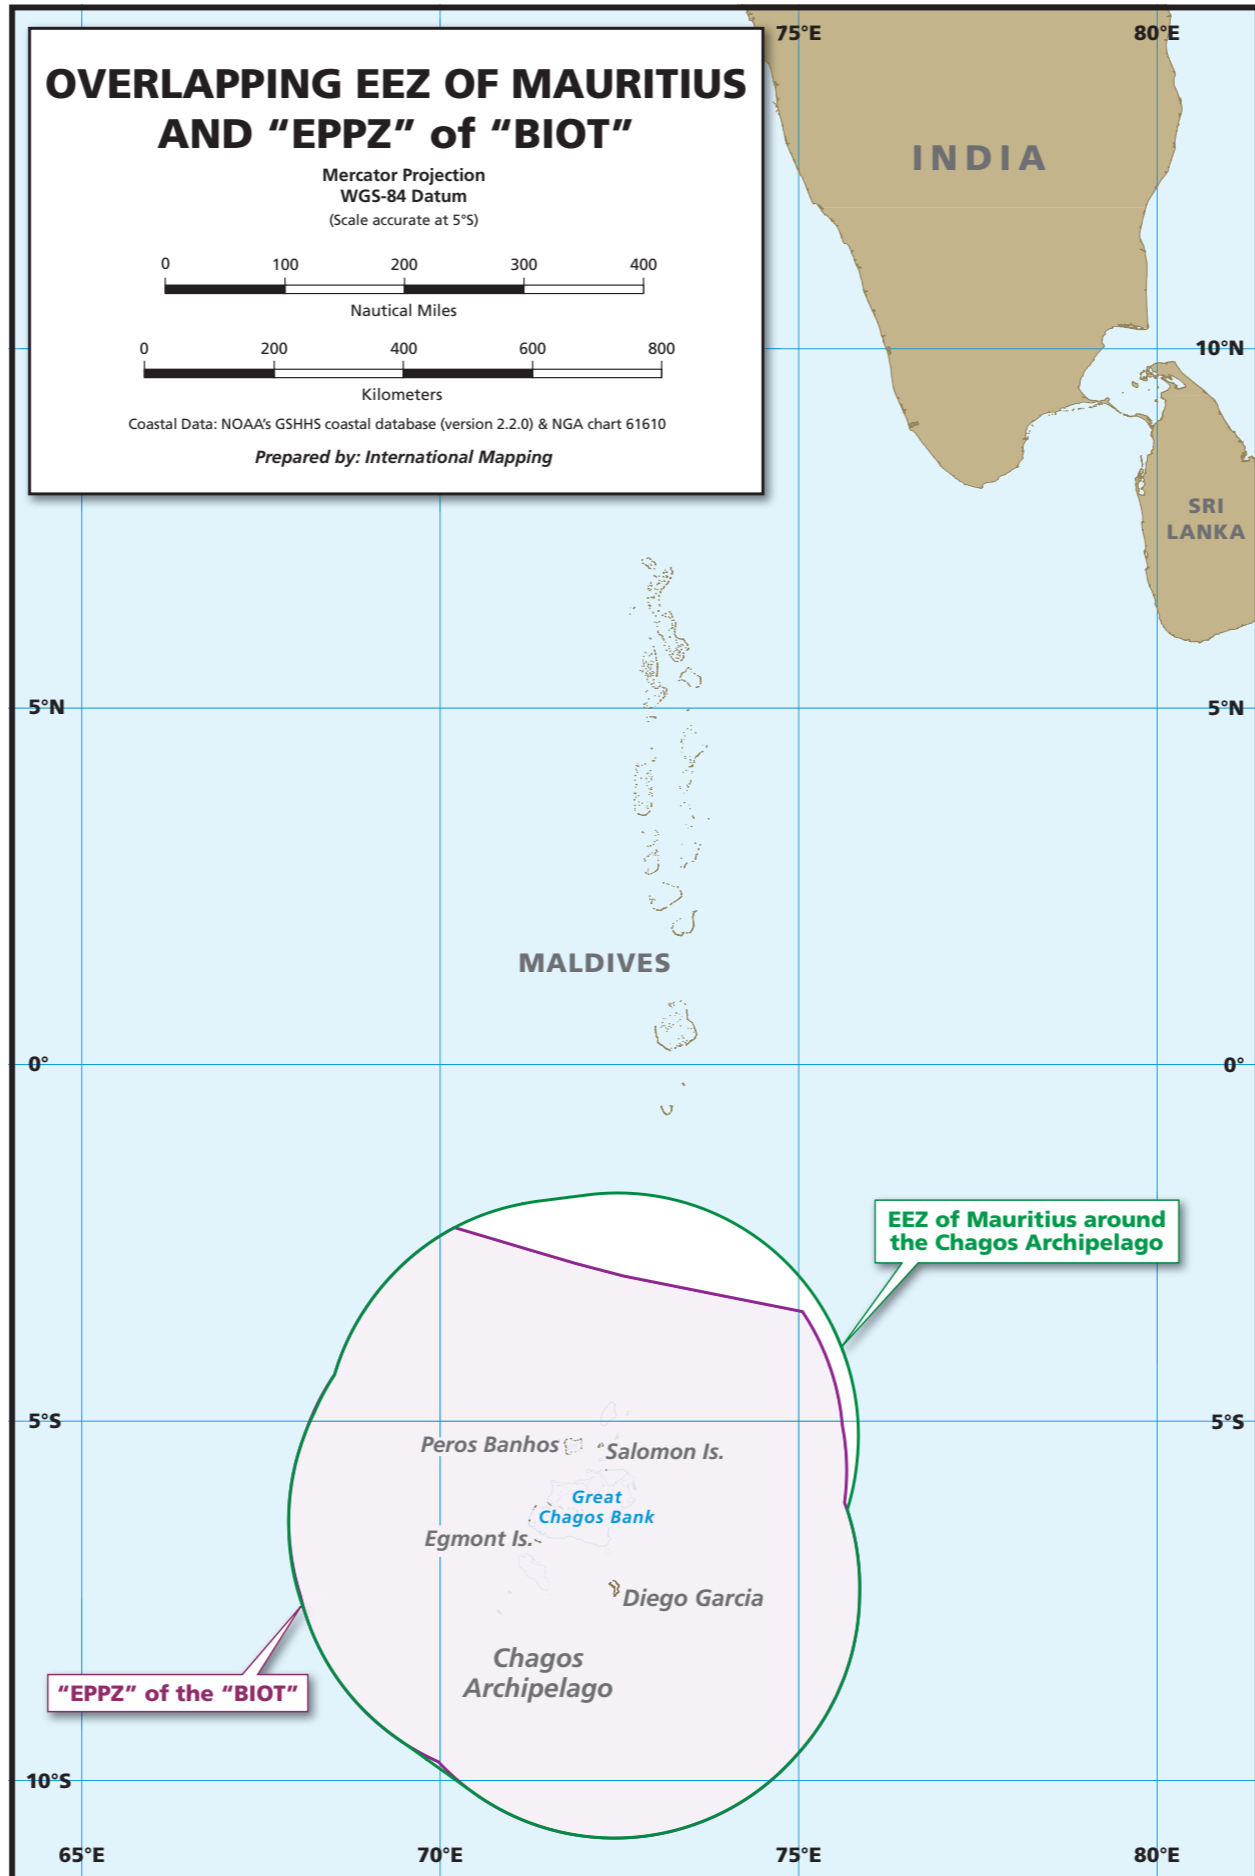 75°E
80°E
OVERLAPPING EEZ OF MAURITIUS
AND “EPPZ” of “BIOT”
Mercator Projection
WGS-84 Datum
(Scale accurate at 5°S)
0 100 200 300 400
Nautical Miles
0 200 400 600 800
Kilometers
Coastal Data: NOAA's GSHHS coastal database (version 2.2.0) & NGA chart 61610
Prepared by: International Mapping
INDIA
10°N
SRI
LANKA
5°N
5°N
MALDIVES
0°
0°
EEZ of Mauritius around
the Chagos Archipelago
5°S
5°S
Peros Banhos
Salomon Is.
Great
Chagos Bank
Egmont Is.
Diego Garcia
Chagos
Archipelago
“EPPZ” of the “BIOT”
10°S
65°E
70°E
75°E
80°E